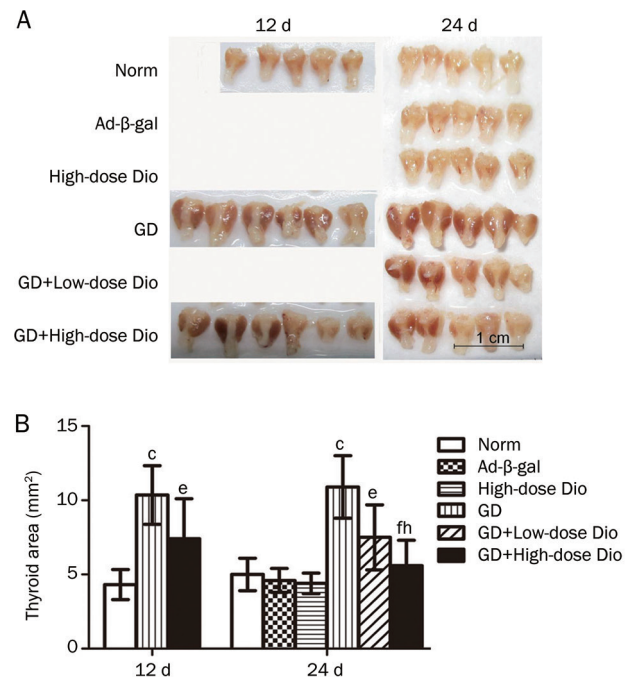 A
12 d
24 d
Norm
Ad-β-gal
High-dose Dio
GD
GD+Low-dose Dio
GD+High-dose Dio
1 cm
B
Thyroid area (mm²)
15
10
5
0
c
e
c
e
fh
12 d
24 d
Norm
Ad-β-gal
High-dose Dio
GD
GD+Low-dose Dio
GD+High-dose Dio